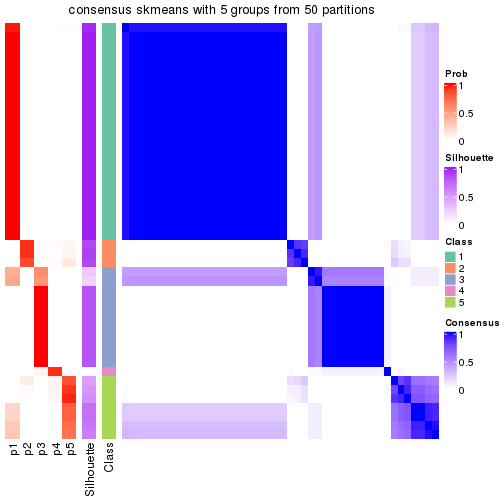 consensus skmeans with 5 groups from 50 partitions
Prob
1
0.5
0
Silhouette
1
0.5
0
Class
1
2
3
4
5
Consensus
1
0.5
0
p1
p2
p3
p4
p5
Silhouette
Class